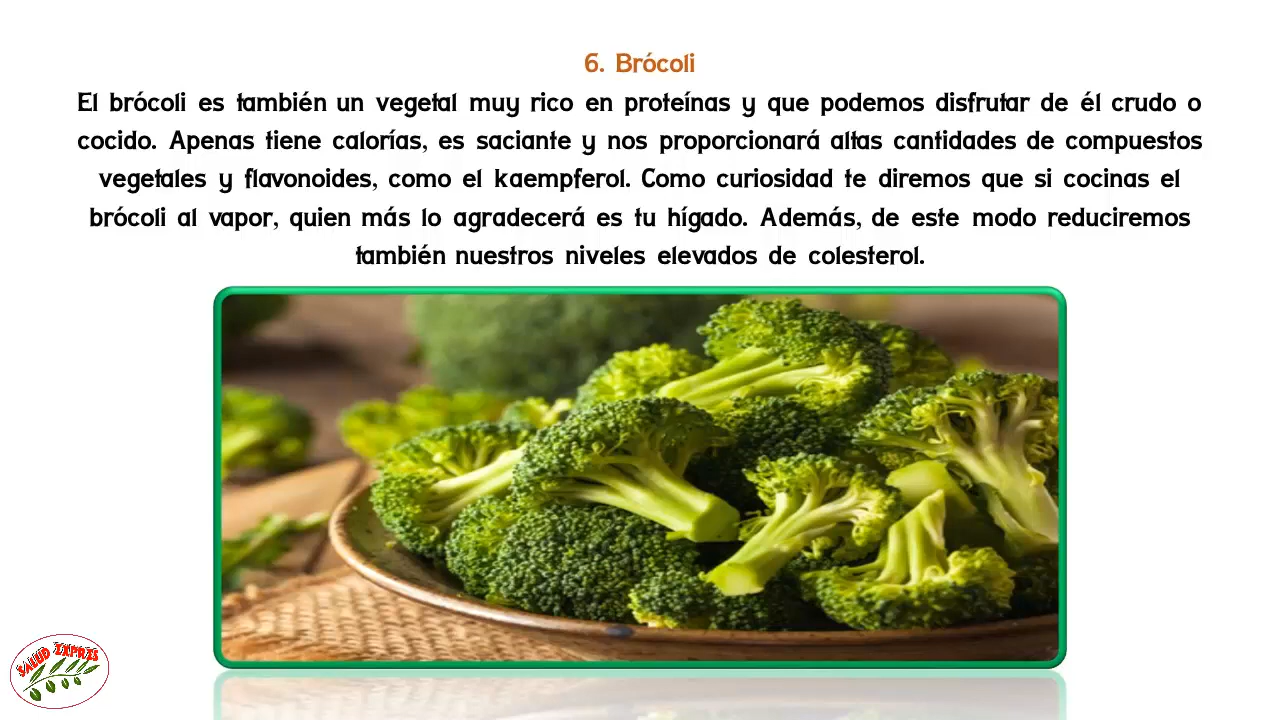 6. Brócoli
El brócoli es también un vegetal muy rico en proteínas y que podemos disfrutar de él crudo o
cocido. Apenas tiene calorías, es saciante y nos proporcionará altas cantidades de compuestos
vegetales y flavonoides, como el kaempferol. Como curiosidad te diremos que si cocinas el
brócoli al vapor, quien más lo agradecerá es tu hígado. Además, de este modo reduciremos
también nuestros niveles elevados de colesterol.
SALUD EXPRES